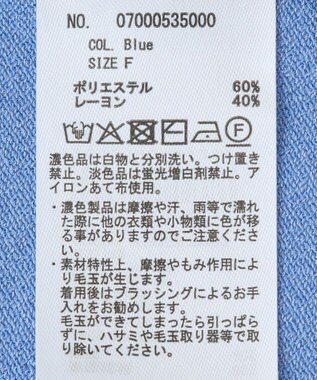 NO. 07000535000
COL. Blue
SIZE F
ポリエステル 60%
レーヨン 40%
濃色品は白物と分別洗い。つけ置き
禁止。淡色品は蛍光増白剤禁止。ア
イロンあて布使用。
・濃色製品は摩擦や汗、雨等で濡れ
た際に他の衣類や小物類に色が移
る事がありますのでご注意くださ
い。
・素材特性上、摩擦やもみ作用によ
り毛玉が生じます。
着用後はブラッシングによるお手
入れをお勧めします。
毛玉ができてしまったら引っぱら
ずに、ハサミや毛玉取り器等で取
り除いてください。